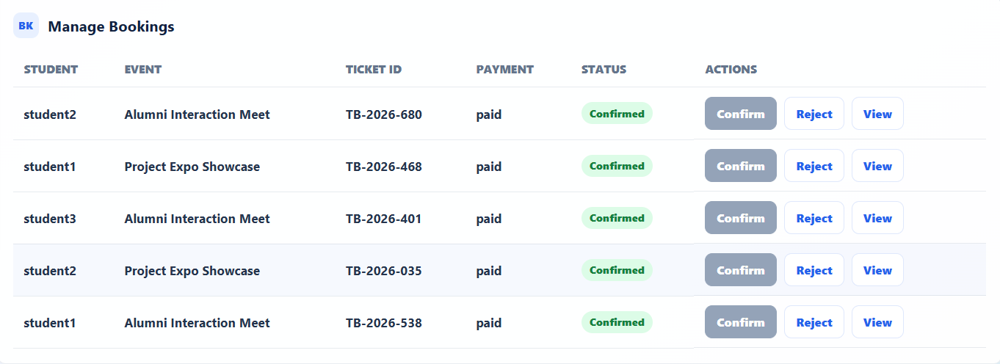 BK Manage Bookings
STUDENT EVENT TICKET ID PAYMENT STATUS ACTIONS
student2 Alumni Interaction Meet TB-2026-680 paid Confirmed Confirm Reject View
student1 Project Expo Showcase TB-2026-468 paid Confirmed Confirm Reject View
student3 Alumni Interaction Meet TB-2026-401 paid Confirmed Confirm Reject View
student2 Project Expo Showcase TB-2026-035 paid Confirmed Confirm Reject View
student1 Alumni Interaction Meet TB-2026-538 paid Confirmed Confirm Reject View